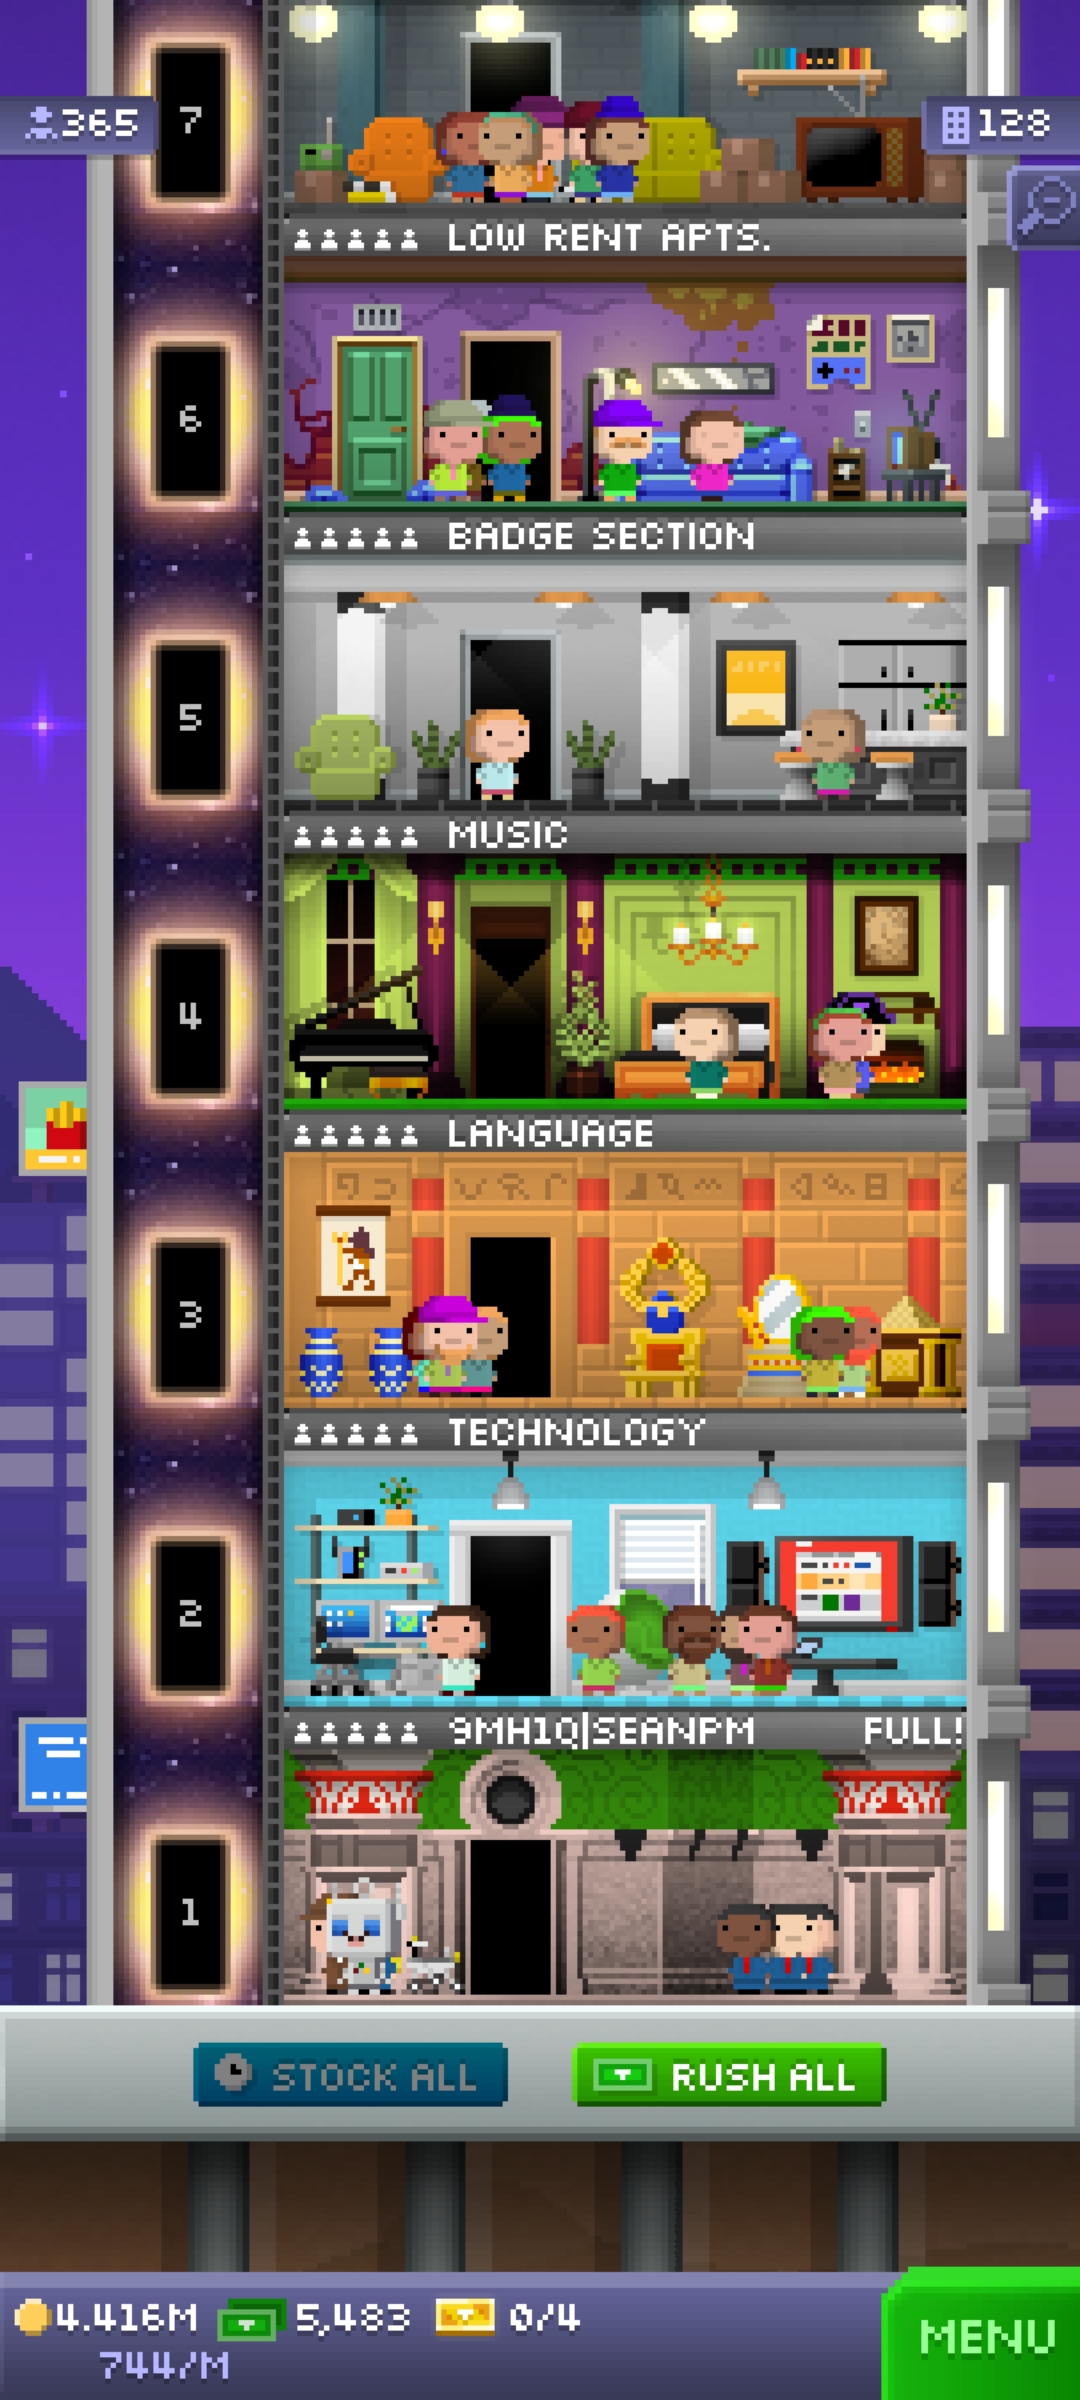 7
365
128
LOW RENT APTS.
6
BADGE SECTION
5
MUSIC
4
LANGUAGE
3
TECHNOLOGY
2
9MH1Q|SEANPM FULL!
1
STOCK ALL
RUSH ALL
4.416M 5,483 0/4
744/M
MENU